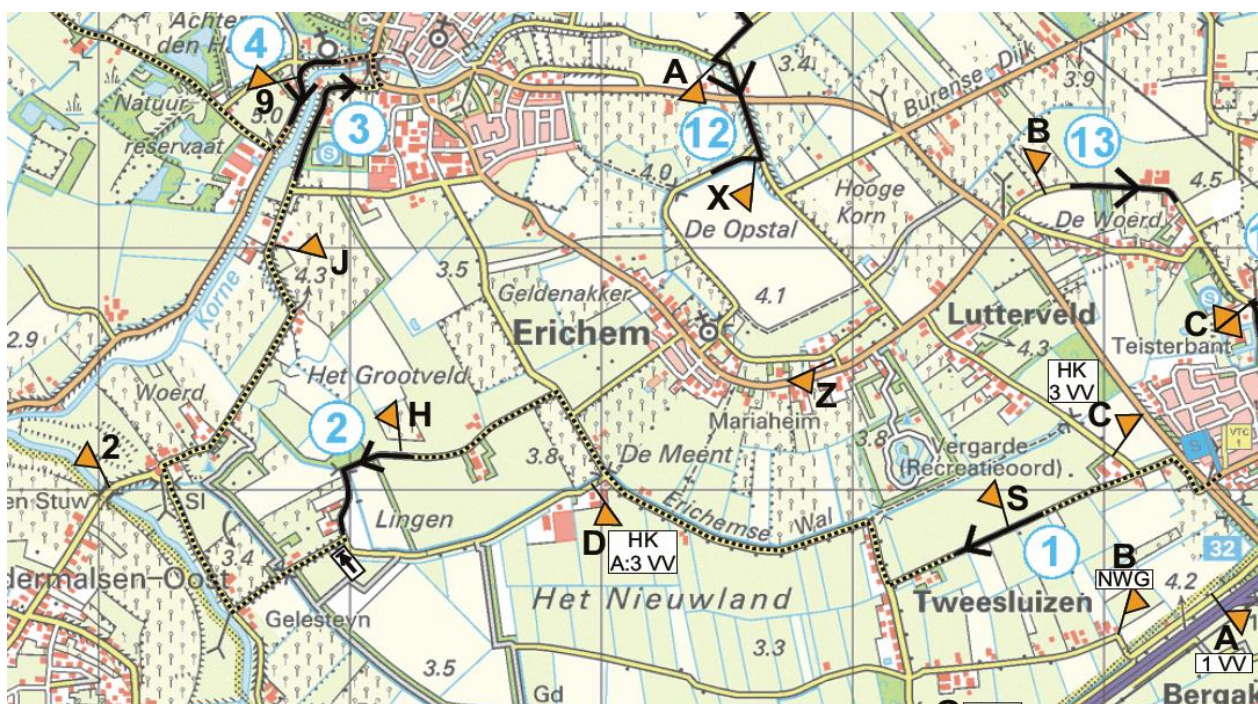 Achter
den H
4
9
5.0
Natuur-
reservaat
3
S
A
12
4.0
X
3.4
Burense Dijk
3.9
B
13
4.5
De Woerd
Hooge
Korn
De Opstal
J
4.3
3.5
Korne
Geldenakker
4.1
Erichem
Lutterveld
4.3
S
C
Teisterbant
2.9
Woerd
Het Grootveld
H
2
Z
Mariaheim
HK
3 VV
C
3.8
Vergarde
(Recreatieoord)
VTC
1
S
2
en Stuw
Sl
3.8
De Meent
S
Lingen
Erichemse Wal
D
HK
A:3 VV
1
32
3.4
dermalsen-Oost
Gelesteyn
Het Nieuwland
Tweesluizen
B
NWG
4.2
A
1 VV
3.5
3.3
Gd
Bergak